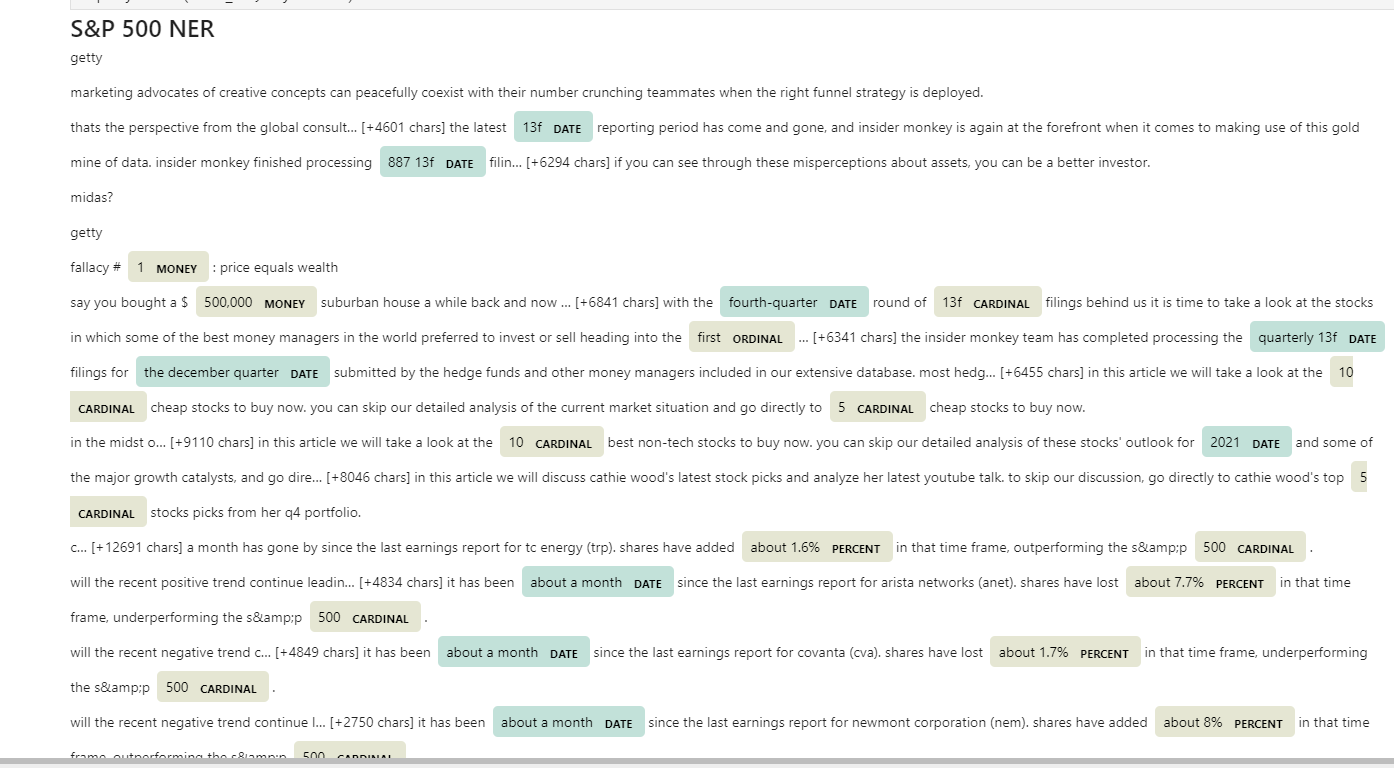 S&P 500 NER
getty
marketing advocates of creative concepts can peacefully coexist with their number crunching teammates when the right funnel strategy is deployed.
thats the perspective from the global consult... [+4601 chars] the latest 13f DATE reporting period has come and gone, and insider monkey is again at the forefront when it comes to making use of this gold
mine of data. insider monkey finished processing 887 13f DATE filin... [+6294 chars] if you can see through these misperceptions about assets, you can be a better investor.
midas?
getty
fallacy # 1 MONEY : price equals wealth
say you bought a $ 500,000 MONEY suburban house a while back and now ... [+6841 chars] with the fourth-quarter DATE round of 13f CARDINAL filings behind us it is time to take a look at the stocks
in which some of the best money managers in the world preferred to invest or sell heading into the first ORDINAL ... [+6341 chars] the insider monkey team has completed processing the quarterly 13f DATE
filings for the december quarter DATE submitted by the hedge funds and other money managers included in our extensive database. most hedg... [+6455 chars] in this article we will take a look at the 10
CARDINAL cheap stocks to buy now. you can skip our detailed analysis of the current market situation and go directly to 5 CARDINAL cheap stocks to buy now.
in the midst o... [+9110 chars] in this article we will take a look at the 10 CARDINAL best non-tech stocks to buy now. you can skip our detailed analysis of these stocks' outlook for 2021 DATE and some of
the major growth catalysts, and go dire... [+8046 chars] in this article we will discuss cathie wood's latest stock picks and analyze her latest youtube talk. to skip our discussion, go directly to cathie wood's top 5
CARDINAL stocks picks from her q4 portfolio.
c... [+12691 chars] a month has gone by since the last earnings report for tc energy (trp). shares have added about 1.6% PERCENT in that time frame, outperforming the s&amp;p 500 CARDINAL .
will the recent positive trend continue leadin... [+4834 chars] it has been about a month DATE since the last earnings report for arista networks (anet). shares have lost about 7.7% PERCENT in that time
frame, underperforming the s&amp;p 500 CARDINAL .
will the recent negative trend c... [+4849 chars] it has been about a month DATE since the last earnings report for covanta (cva). shares have lost about 1.7% PERCENT in that time frame, underperforming
the s&amp;p 500 CARDINAL .
will the recent negative trend continue l... [+2750 chars] it has been about a month DATE since the last earnings report for newmont corporation (nem). shares have added about 8% PERCENT in that time
frame, outperforming the s&amp;p 500 CARDINAL